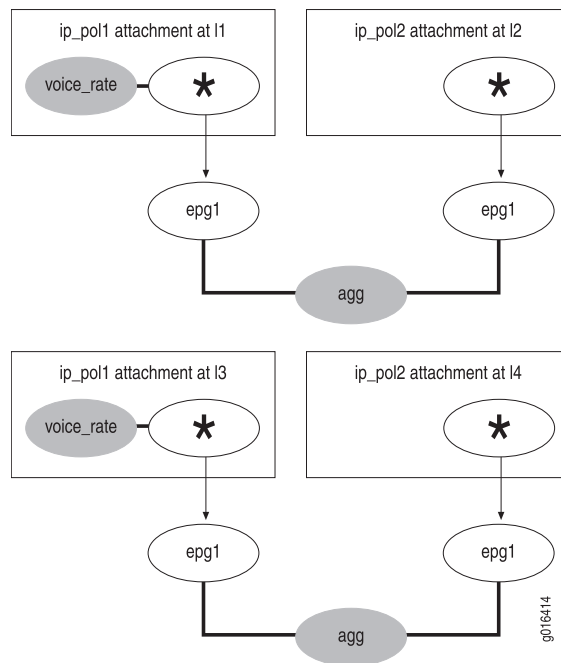 ip_pol1 attachment at l1
ip_pol2 attachment at l2
voice_rate
*
*
epg1
epg1
agg
ip_pol1 attachment at l3
ip_pol2 attachment at l4
voice_rate
*
*
epg1
epg1
agg
g016414